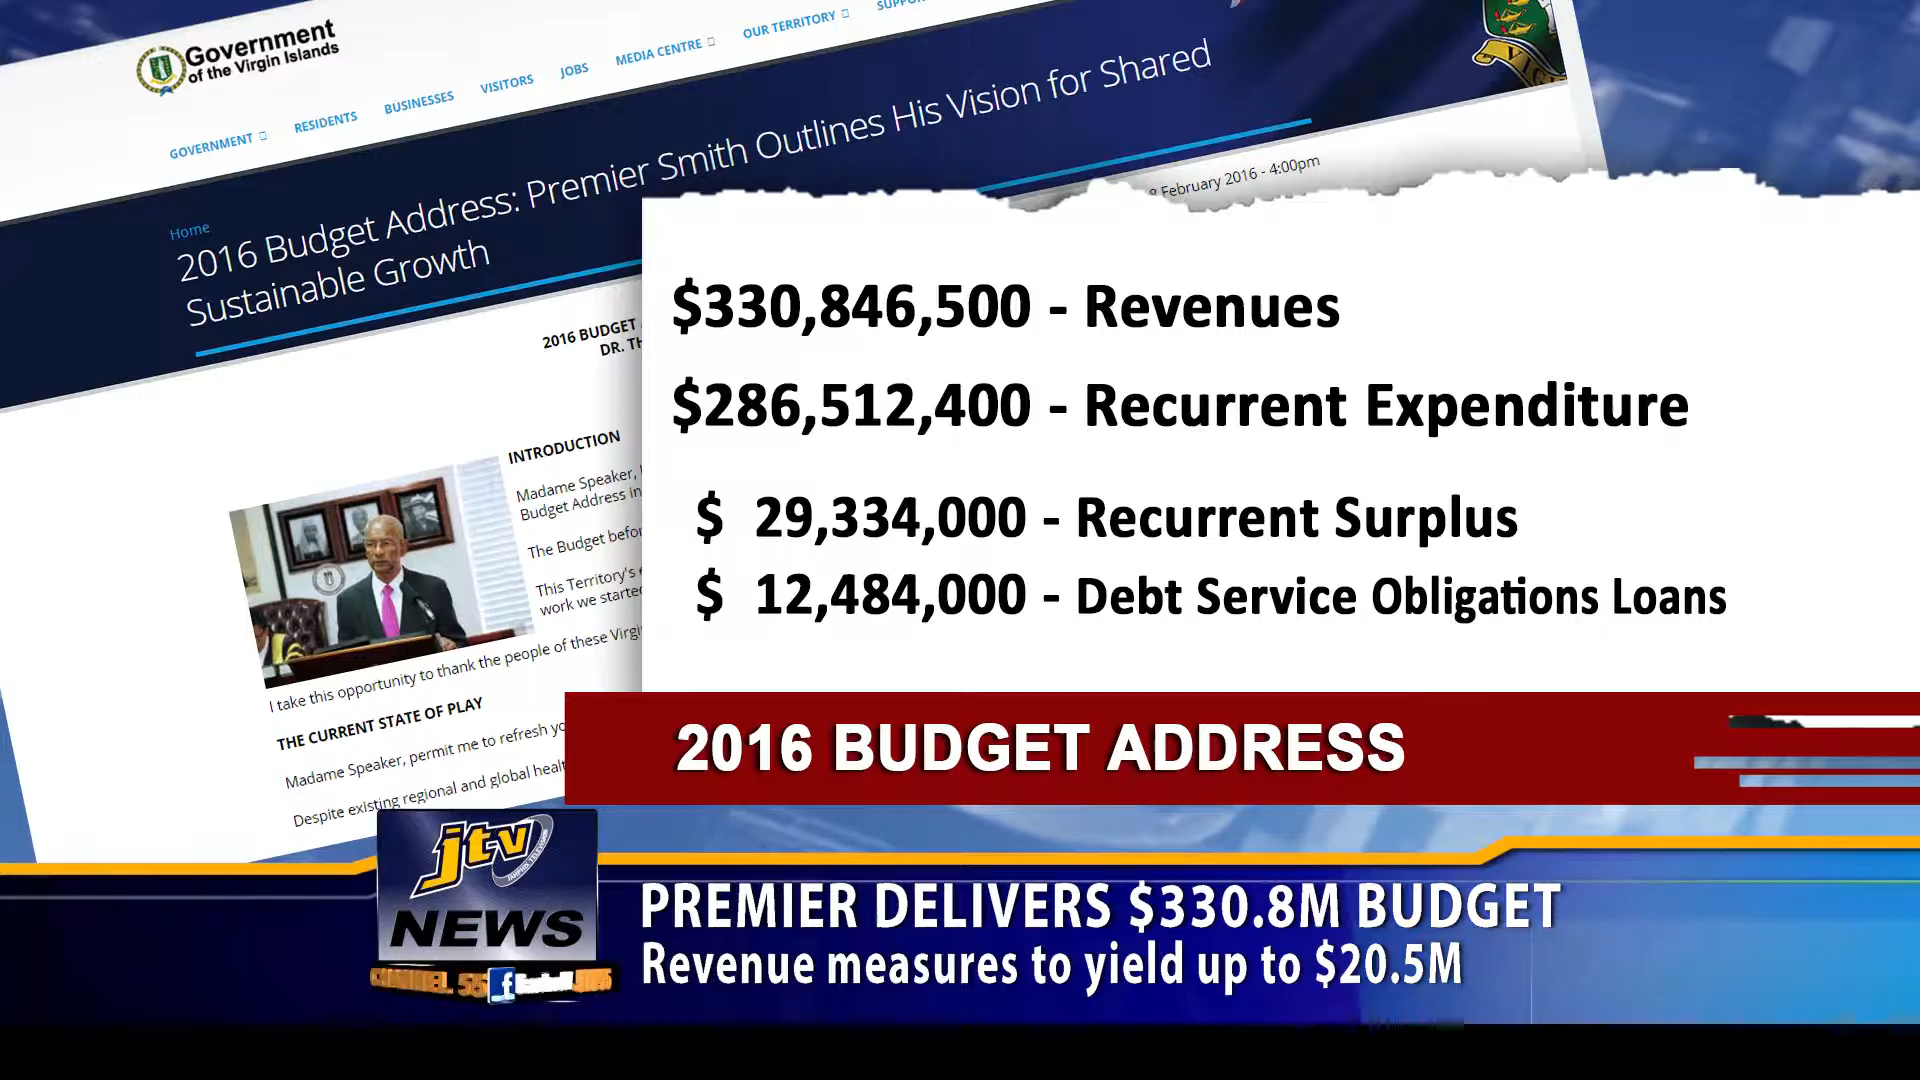 Government
of the Virgin Islands
GOVERNMENT
RESIDENTS
BUSINESSES
VISITORS
JOBS
MEDIA CENTRE
OUR TERRITORY
Home
2016 Budget Address: Premier Smith Outlines His Vision for Shared
Sustainable Growth
February 2016 - 4:00pm
2016 BUDGET
DR.
INTRODUCTION
Madame Speaker,
Budget Address in
The Budget
This Territory's
work we started
I take this opportunity to thank the people of these
THE CURRENT STATE OF PLAY
Madame Speaker, permit me to refresh
Despite existing regional and global
$330,846,500 - Revenues
$286,512,400 - Recurrent Expenditure
$ 29,334,000 - Recurrent Surplus
$ 12,484,000 - Debt Service Obligations Loans
2016 BUDGET ADDRESS
jtv
NEWS
CHANNEL 55
PREMIER DELIVERS $330.8M BUDGET
Revenue measures to yield up to $20.5M